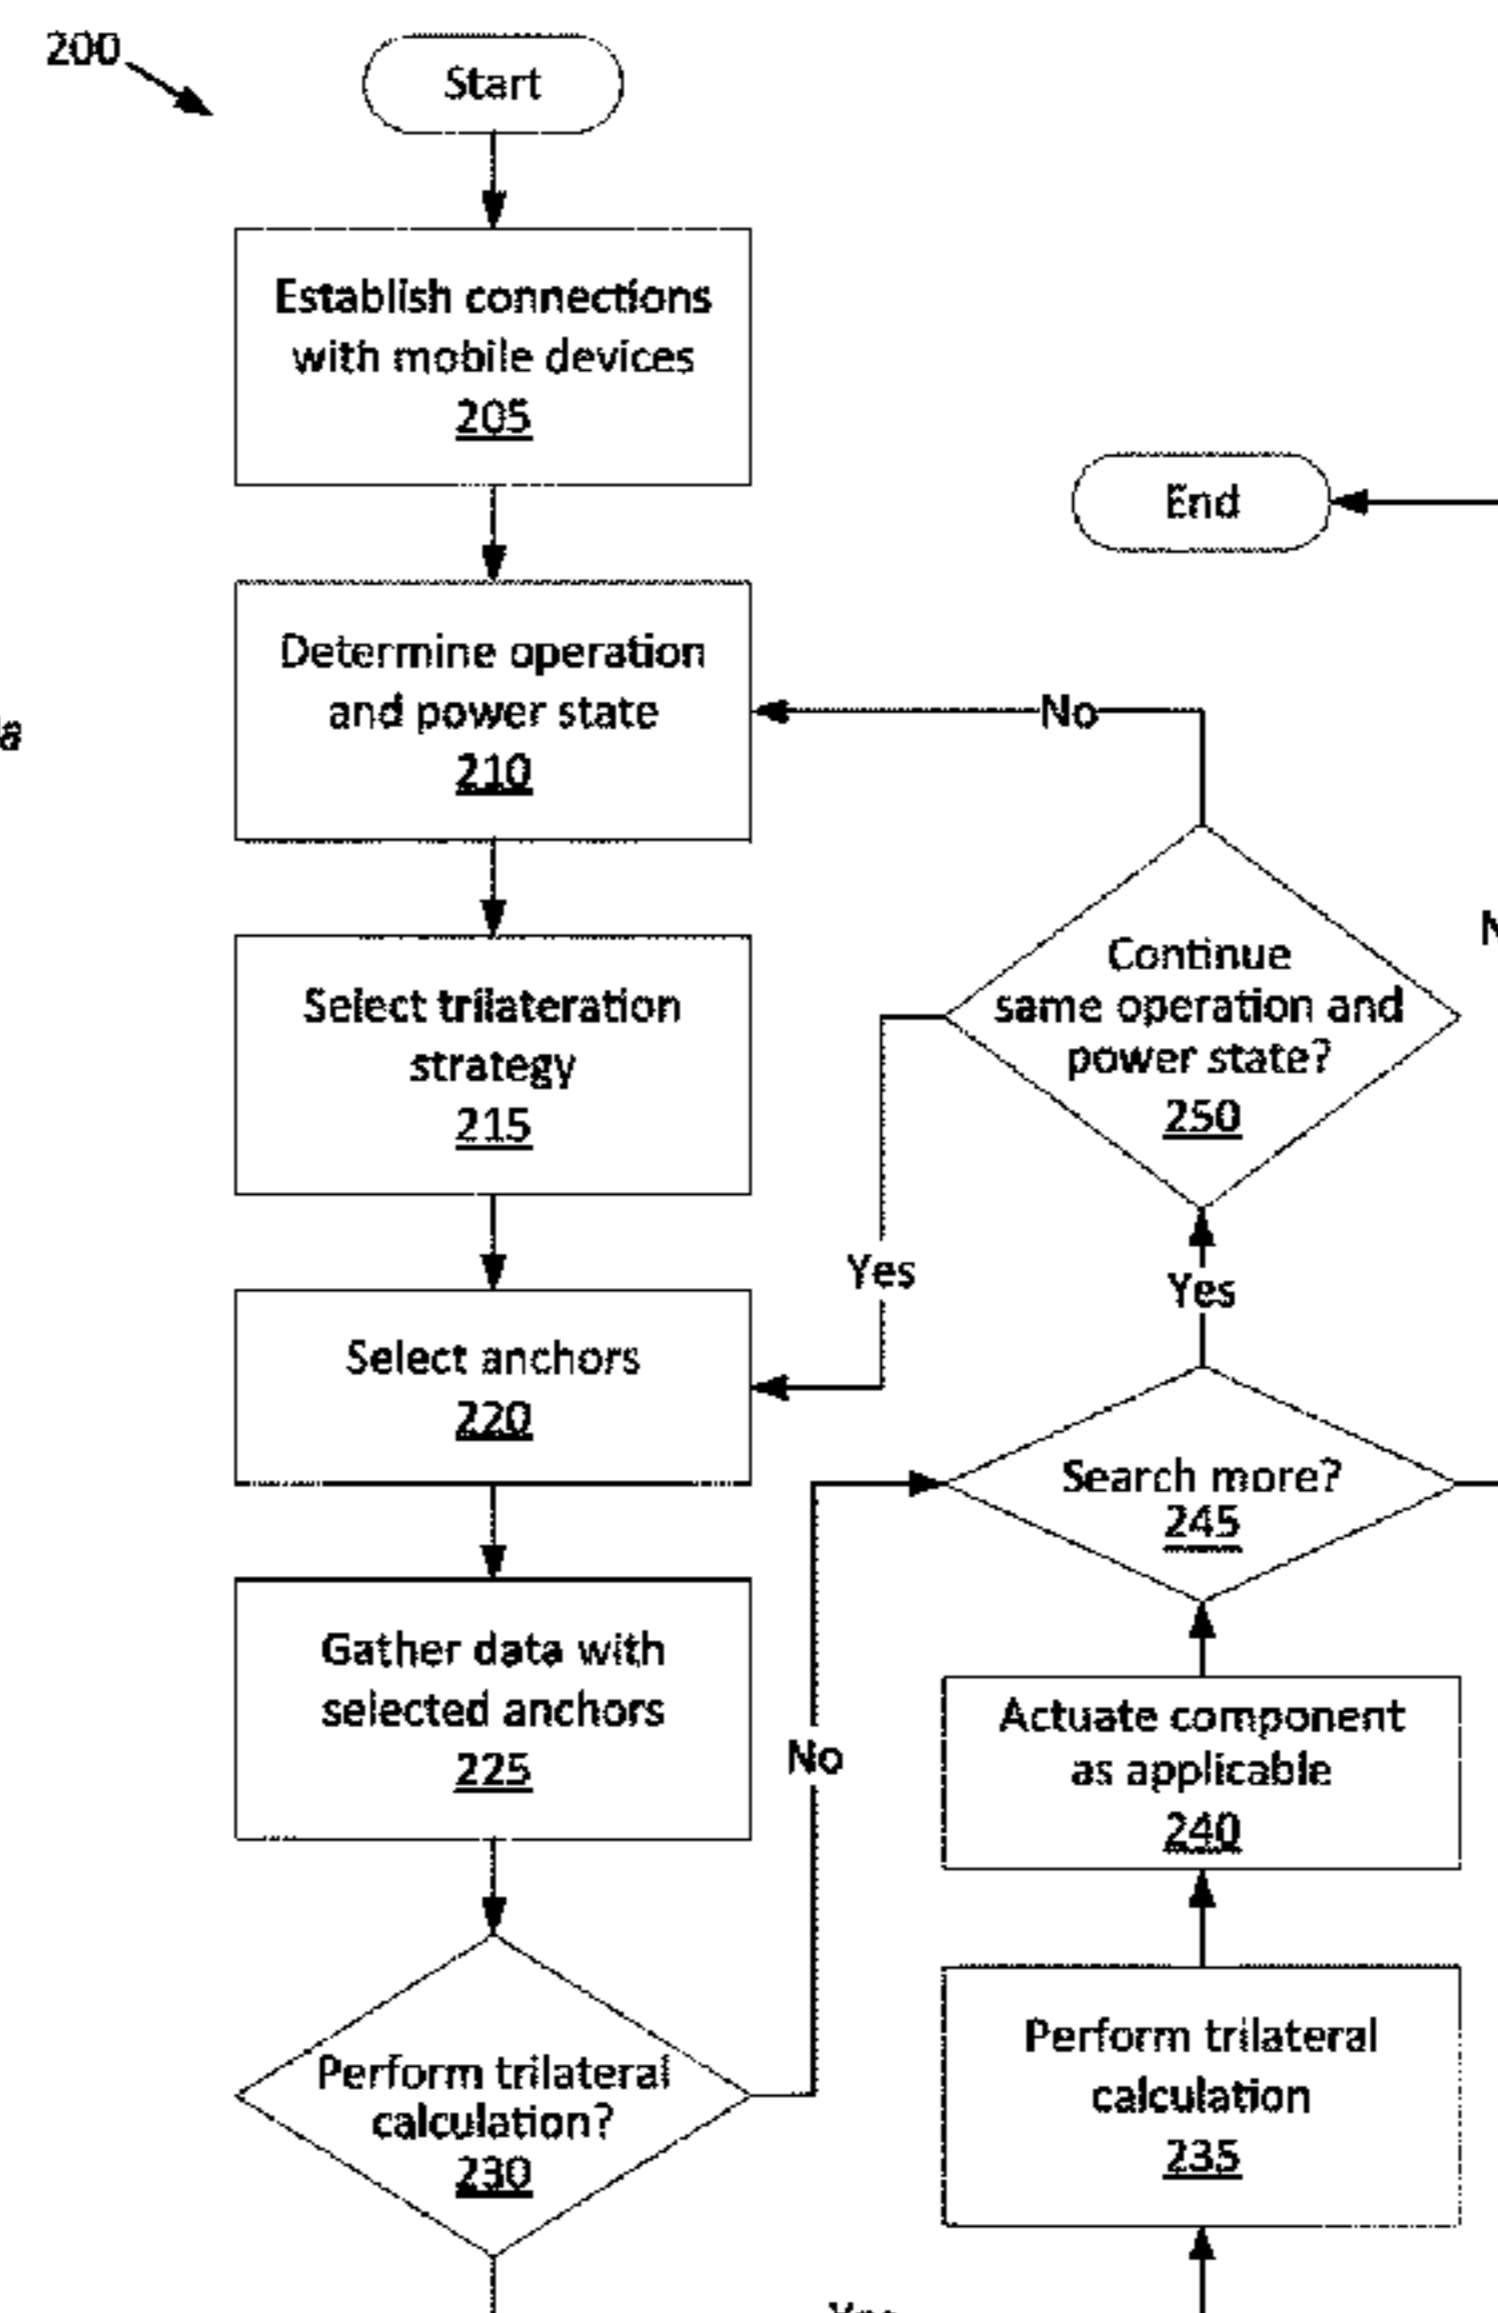 200
Start
Establish connections
with mobile devices
205
End
Determine operation
and power state
210
No
Select trilateration
strategy
215
Continue
same operation and
power state?
250
Yes
Yes
Select anchors
220
Search more?
245
Gather data with
selected anchors
225
No
Actuate component
as applicable
240
Perform trilateral
calculation?
230
Perform trilateral
calculation
235